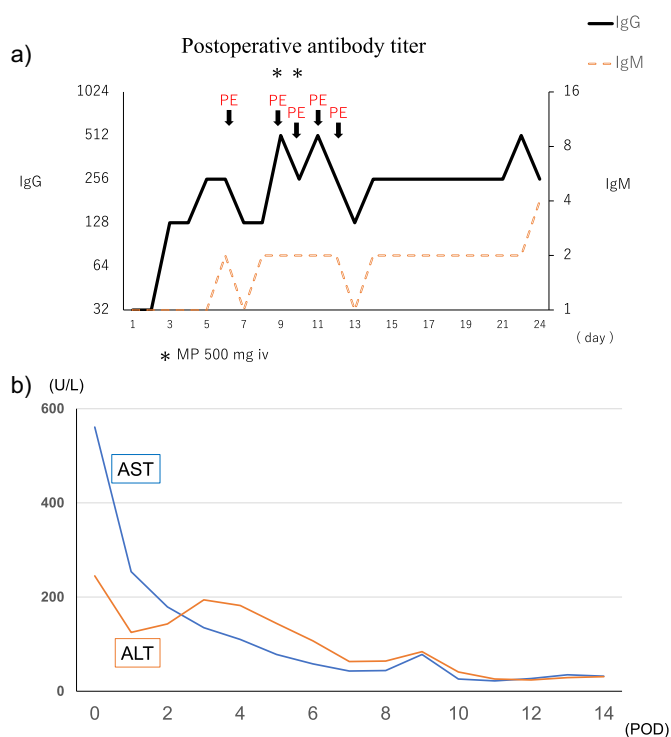 IgG
IgM
a)
Postoperative antibody titer
* *
PE PE PE
PE PE
1024
512
256
128
64
32
IgG
16
8
4
2
1
IgM
1 3 5 7 9 11 13 15 17 19 21 24
( day )
* MP 500 mg iv
b)
(U/L)
600
400
200
0
AST
ALT
0 2 4 6 8 10 12 14
(POD)